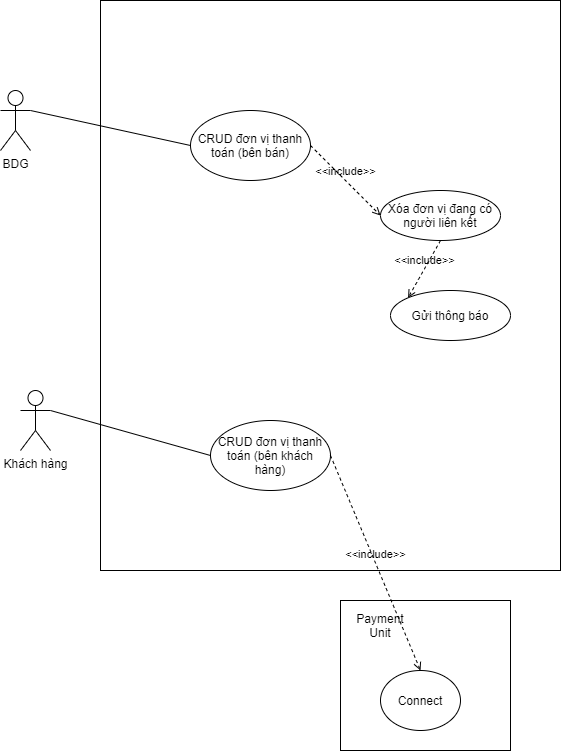 CRUD đơn vị thanh
toán (bên bán)
BDG
<<include>>
Xóa đơn vị đang có
người liên kết
<<include>>
Gửi thông báo
CRUD đơn vị thanh
toán (bên khách
hàng)
Khách hàng
<<include>>
Payment
Unit
Connect